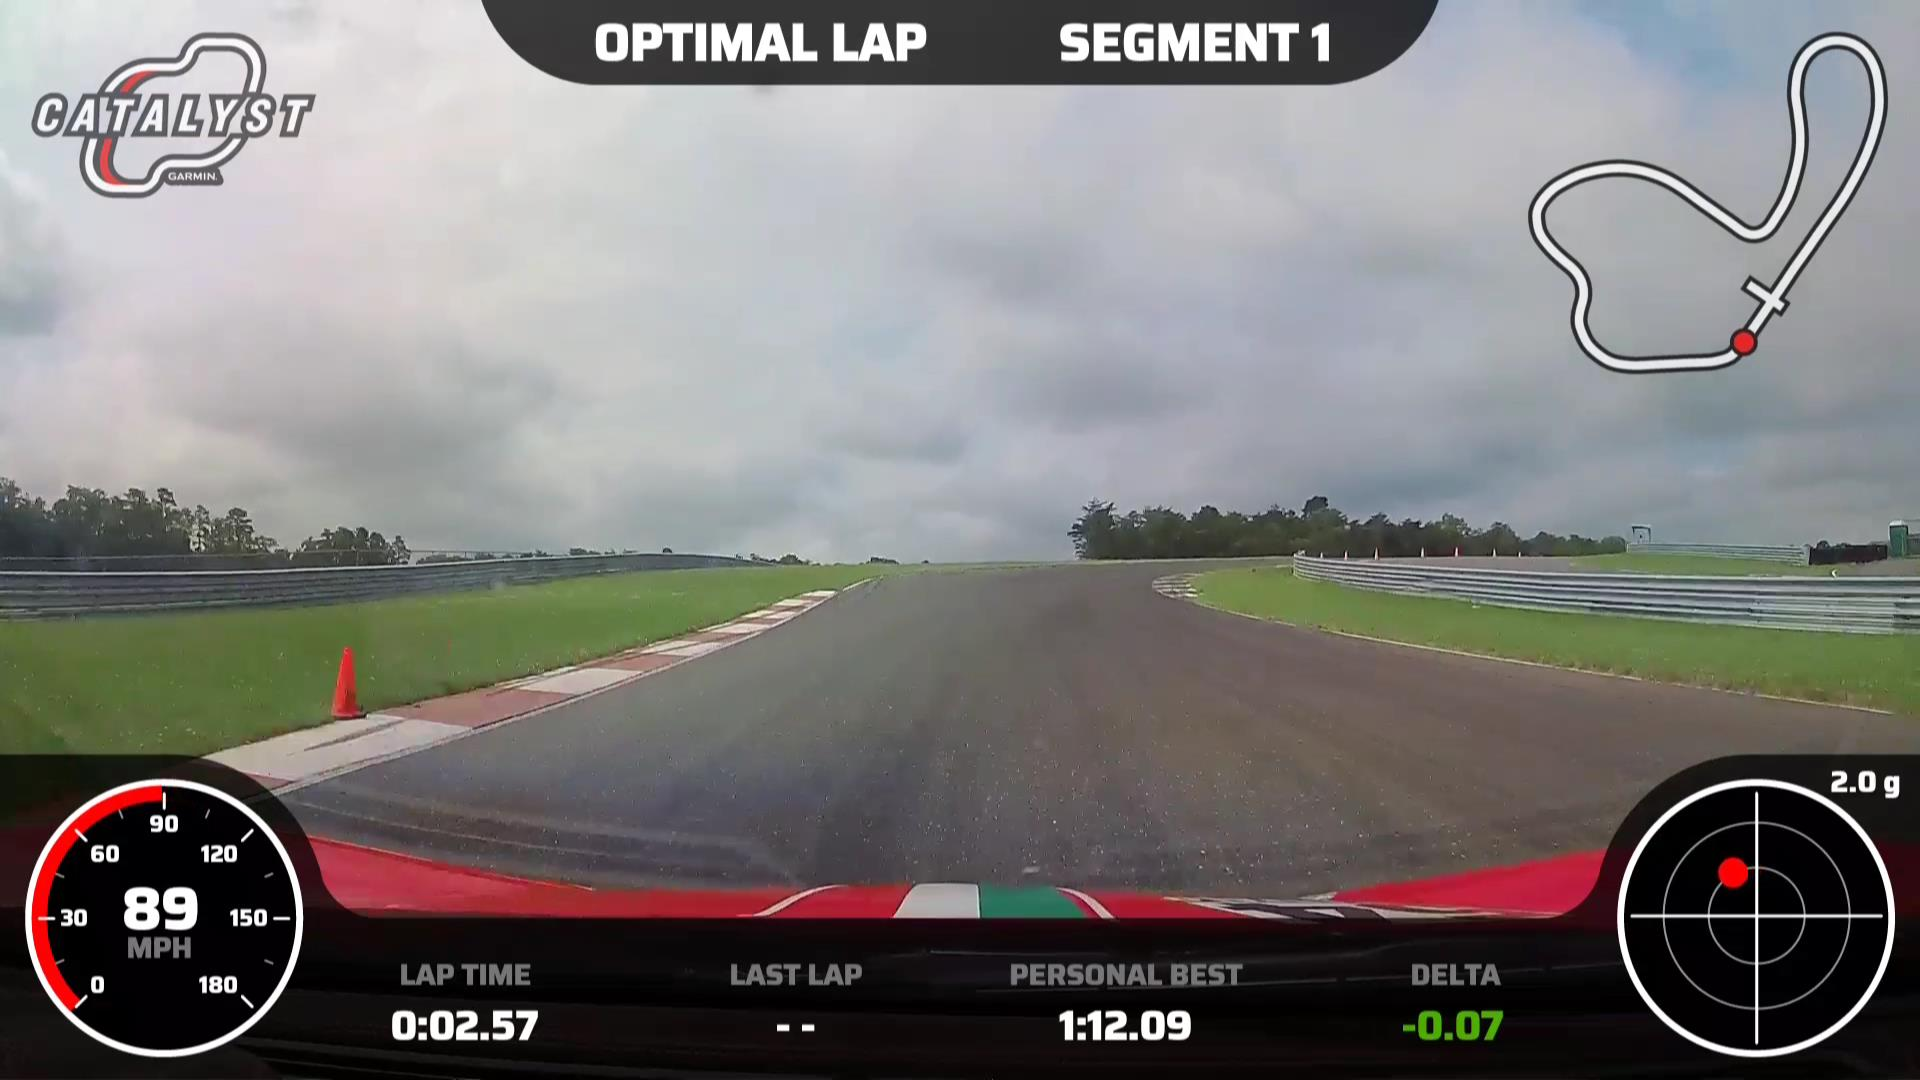 OPTIMAL LAP SEGMENT 1
CATALYST
GARMIN.
2.0 g
90
60 120
89
30 150
MPH
0 180
LAP TIME LAST LAP PERSONAL BEST DELTA
0:02.57 - - 1:12.09 -0.07